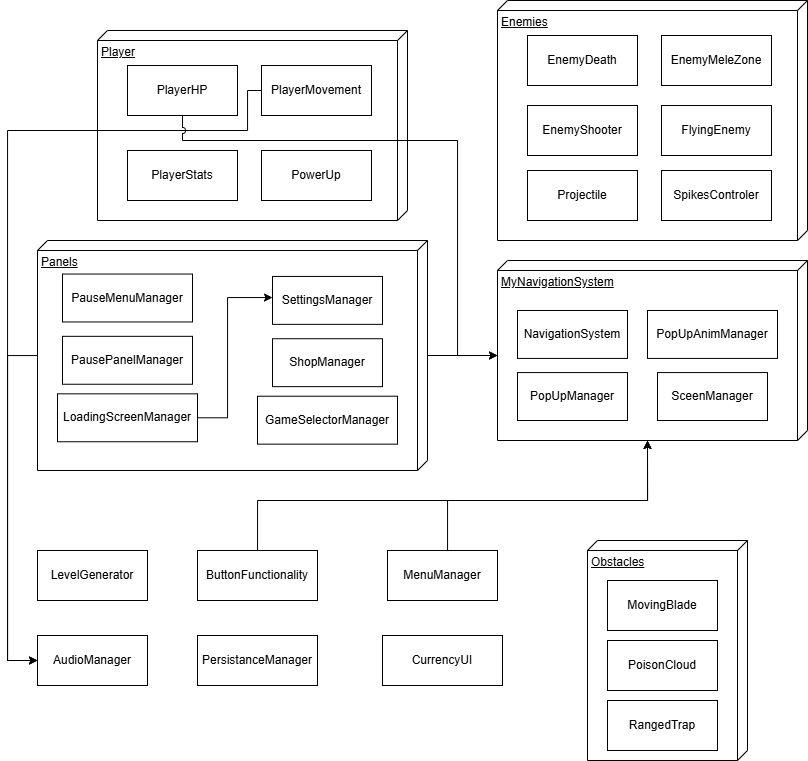 Player
PlayerHP
PlayerMovement
PlayerStats
PowerUp
Enemies
EnemyDeath
EnemyMeleZone
EnemyShooter
FlyingEnemy
Projectile
SpikesControler
Panels
PauseMenuManager
SettingsManager
PausePanelManager
ShopManager
LoadingScreenManager
GameSelectorManager
MyNavigationSystem
NavigationSystem
PopUpAnimManager
PopUpManager
SceenManager
LevelGenerator
ButtonFunctionality
MenuManager
AudioManager
PersistanceManager
CurrencyUI
Obstacles
MovingBlade
PoisonCloud
RangedTrap